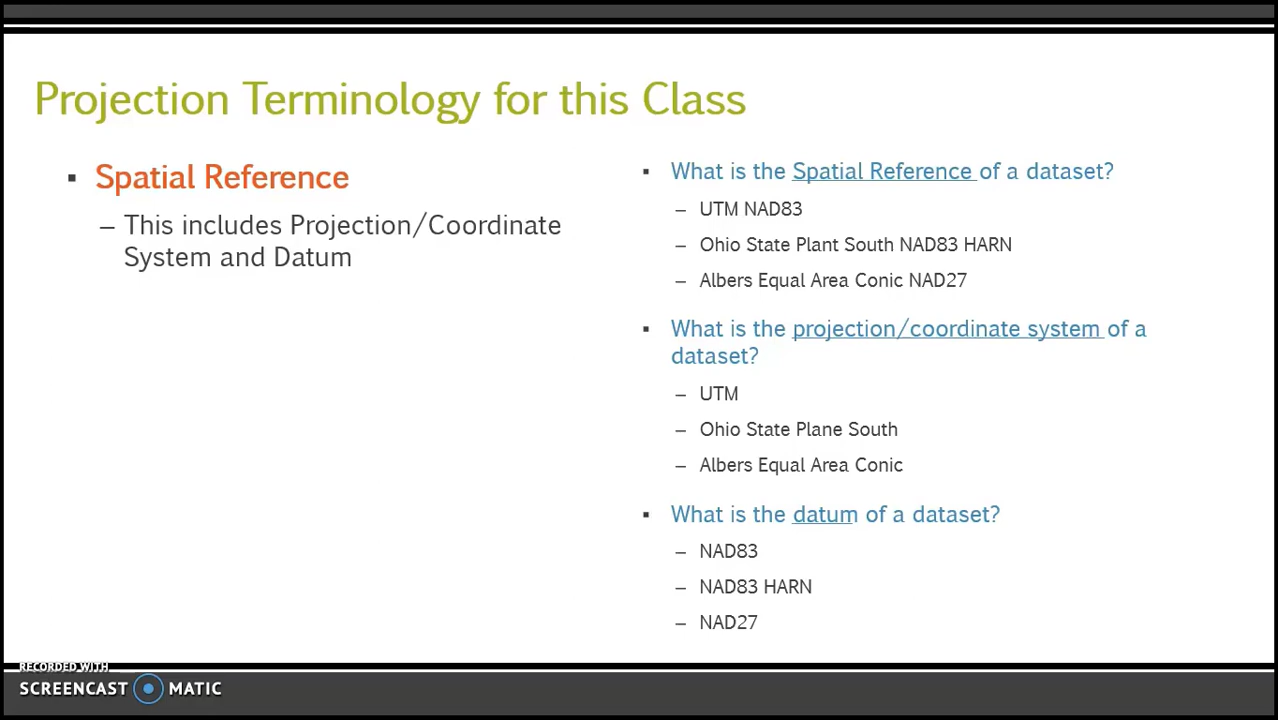 Projection Terminology for this Class
▪ Spatial Reference
– This includes Projection/Coordinate
System and Datum
▪ What is the Spatial Reference of a dataset?
– UTM NAD83
– Ohio State Plant South NAD83 HARN
– Albers Equal Area Conic NAD27
▪ What is the projection/coordinate system of a
dataset?
– UTM
– Ohio State Plane South
– Albers Equal Area Conic
▪ What is the datum of a dataset?
– NAD83
– NAD83 HARN
– NAD27
RECORDED WITH
SCREENCAST MATIC